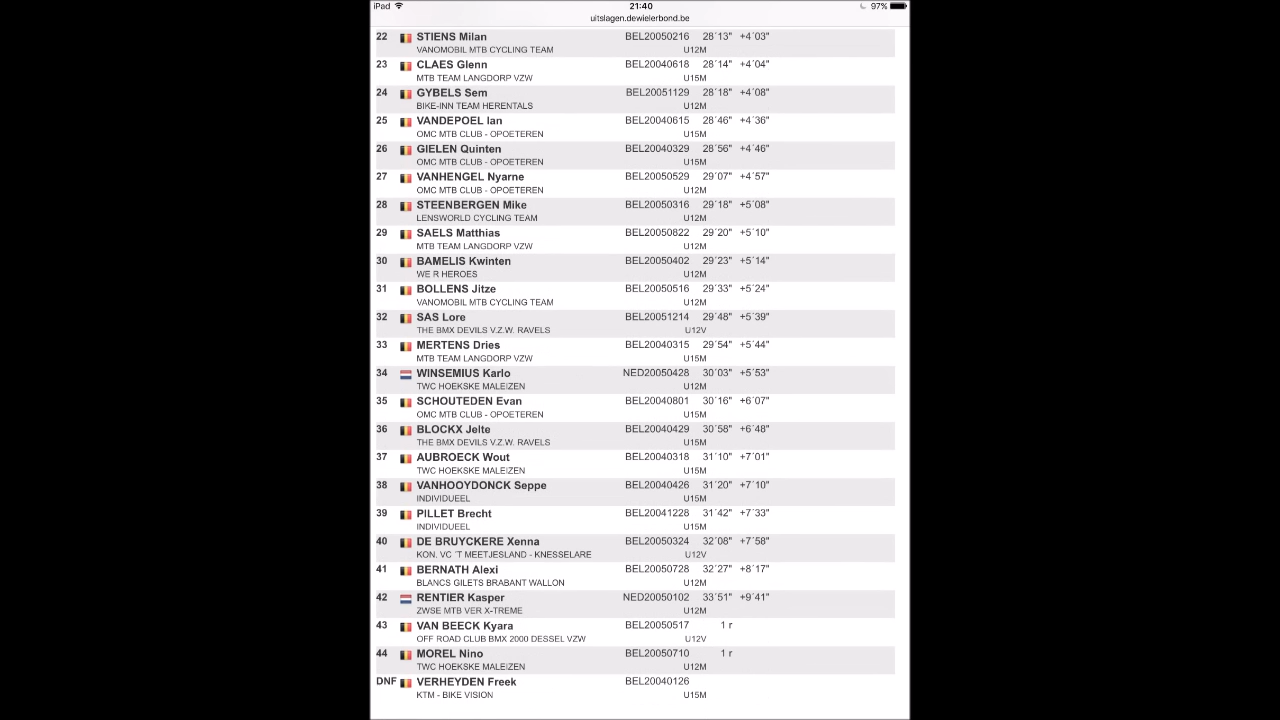 iPad 21:40 97%
uitslagen.dewielerbond.be
22 STIENS Milan BEL20050216 28´13" +4´03"
VANOMOBIL MTB CYCLING TEAM U12M
23 CLAES Glenn BEL20040618 28´14" +4´04"
MTB TEAM LANGDORP VZW U15M
24 GYBELS Sem BEL20051129 28´18" +4´08"
BIKE-INN TEAM HERENTALS U12M
25 VANDEPOEL Ian BEL20040615 28´46" +4´36"
OMC MTB CLUB - OPOETEREN U15M
26 GIELEN Quinten BEL20040329 28´56" +4´46"
OMC MTB CLUB - OPOETEREN U15M
27 VANHENGEL Nyarne BEL20050529 29´07" +4´57"
OMC MTB CLUB - OPOETEREN U12M
28 STEENBERGEN Mike BEL20050316 29´18" +5´08"
LENSWORLD CYCLING TEAM U12M
29 SAELS Matthias BEL20050822 29´20" +5´10"
MTB TEAM LANGDORP VZW U12M
30 BAMELIS Kwinten BEL20050402 29´23" +5´14"
WE R HEROES U12M
31 BOLLENS Jitze BEL20050516 29´33" +5´24"
VANOMOBIL MTB CYCLING TEAM U12M
32 SAS Lore BEL20051214 29´48" +5´39"
THE BMX DEVILS V.Z.W. RAVELS U12V
33 MERTENS Dries BEL20040315 29´54" +5´44"
MTB TEAM LANGDORP VZW U15M
34 WINSEMIUS Karlo NED20050428 30´03" +5´53"
TWC HOEKSKE MALEIZEN U12M
35 SCHOUTEDEN Evan BEL20040801 30´16" +6´07"
OMC MTB CLUB - OPOETEREN U15M
36 BLOCKX Jelte BEL20040429 30´58" +6´48"
THE BMX DEVILS V.Z.W. RAVELS U15M
37 AUBROECK Wout BEL20040318 31´10" +7´01"
TWC HOEKSKE MALEIZEN U15M
38 VANHOOYDONCK Seppe BEL20040426 31´20" +7´10"
INDIVIDUEEL U15M
39 PILLET Brecht BEL20041228 31´42" +7´33"
INDIVIDUEEL U15M
40 DE BRUYCKERE Xenna BEL20050324 32´08" +7´58"
KON. VC ´T MEETJESLAND - KNESSELARE U12V
41 BERNATH Alexi BEL20050728 32´27" +8´17"
BLANCS GILETS BRABANT WALLON U12M
42 RENTIER Kasper NED20050102 33´51" +9´41"
ZWSE MTB VER X-TREME U12M
43 VAN BEECK Kyara BEL20050517 1 r
OFF ROAD CLUB BMX 2000 DESSEL VZW U12V
44 MOREL Nino BEL20050710 1 r
TWC HOEKSKE MALEIZEN U12M
DNF VERHEYDEN Freek BEL20040126
KTM - BIKE VISION U15M